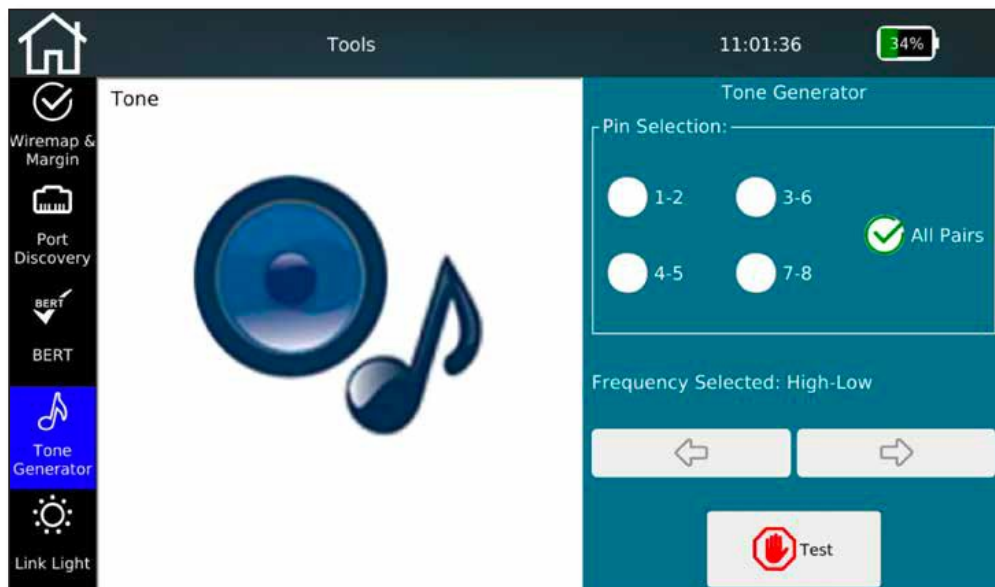 Tools
11:01:36
34%
Wiremap &
Margin
Port
Discovery
BERT
BERT
Tone
Generator
Link Light
Tone
Tone Generator
Pin Selection:
1-2
3-6
All Pairs
4-5
7-8
Frequency Selected: High-Low
Test